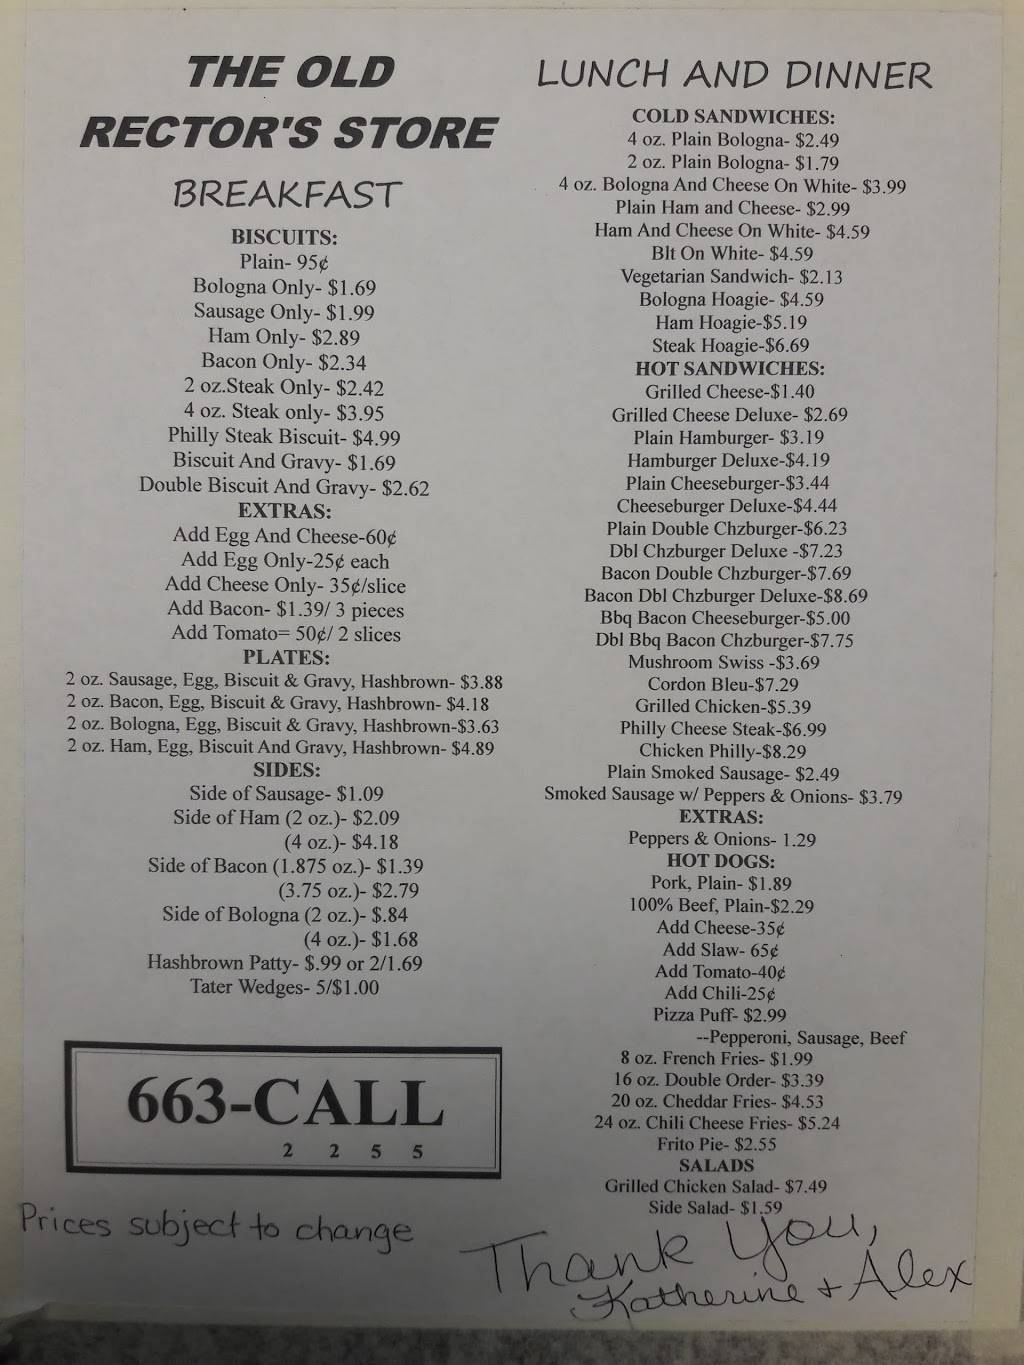 THE OLD
RECTOR'S STORE
BREAKFAST
BISCUITS:
Plain- 95¢
Bologna Only- $1.69
Sausage Only- $1.99
Ham Only- $2.89
Bacon Only- $2.34
2 oz.Steak Only- $2.42
4 oz. Steak only- $3.95
Philly Steak Biscuit- $4.99
Biscuit And Gravy- $1.69
Double Biscuit And Gravy- $2.62
EXTRAS:
Add Egg And Cheese-60¢
Add Egg Only-25¢ each
Add Cheese Only- 35¢/slice
Add Bacon- $1.39/ 3 pieces
Add Tomato= 50¢/ 2 slices
PLATES:
2 oz. Sausage, Egg, Biscuit & Gravy, Hashbrown- $3.88
2 oz. Bacon, Egg, Biscuit & Gravy, Hashbrown- $4.18
2 oz. Bologna, Egg, Biscuit & Gravy, Hashbrown-$3.63
2 oz. Ham, Egg, Biscuit And Gravy, Hashbrown- $4.89
SIDES:
Side of Sausage- $1.09
Side of Ham (2 oz.)- $2.09
(4 oz.)- $4.18
Side of Bacon (1.875 oz.)- $1.39
(3.75 oz.)- $2.79
Side of Bologna (2 oz.)- $.84
(4 oz.)- $1.68
Hashbrown Patty- $.99 or 2/1.69
Tater Wedges- 5/$1.00
663-CALL
2 2 5 5
Prices subject to change
LUNCH AND DINNER
COLD SANDWICHES:
4 oz. Plain Bologna- $2.49
2 oz. Plain Bologna- $1.79
4 oz. Bologna And Cheese On White- $3.99
Plain Ham and Cheese- $2.99
Ham And Cheese On White- $4.59
Blt On White- $4.59
Vegetarian Sandwich- $2.13
Bologna Hoagie- $4.59
Ham Hoagie-$5.19
Steak Hoagie-$6.69
HOT SANDWICHES:
Grilled Cheese-$1.40
Grilled Cheese Deluxe- $2.69
Plain Hamburger- $3.19
Hamburger Deluxe-$4.19
Plain Cheeseburger-$3.44
Cheeseburger Deluxe-$4.44
Plain Double Chzburger-$6.23
Dbl Chzburger Deluxe -$7.23
Bacon Double Chzburger-$7.69
Bacon Dbl Chzburger Deluxe-$8.69
Bbq Bacon Cheeseburger-$5.00
Dbl Bbq Bacon Chzburger-$7.75
Mushroom Swiss -$3.69
Cordon Bleu-$7.29
Grilled Chicken-$5.39
Philly Cheese Steak-$6.99
Chicken Philly-$8.29
Plain Smoked Sausage- $2.49
Smoked Sausage w/ Peppers & Onions- $3.79
EXTRAS:
Peppers & Onions- 1.29
HOT DOGS:
Pork, Plain- $1.89
100% Beef, Plain-$2.29
Add Cheese-35¢
Add Slaw- 65¢
Add Tomato-40¢
Add Chili-25¢
Pizza Puff- $2.99
--Pepperoni, Sausage, Beef
8 oz. French Fries- $1.99
16 oz. Double Order- $3.39
20 oz. Cheddar Fries- $4.53
24 oz. Chili Cheese Fries- $5.24
Frito Pie- $2.55
SALADS
Grilled Chicken Salad- $7.49
Side Salad- $1.59
Thank You,
Katherine + Alex